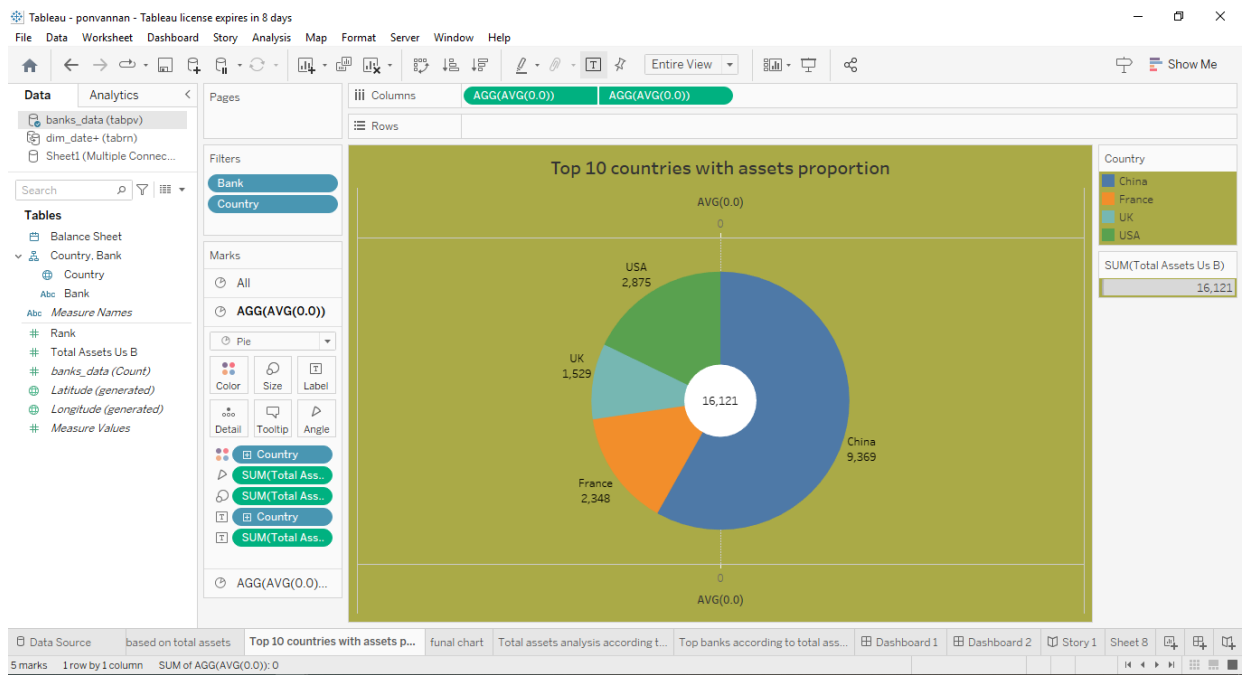 Tableau - ponvannan - Tableau license expires in 8 days
File Data Worksheet Dashboard Story Analysis Map Format Server Window Help
Entire View
Show Me
Data Analytics
banks_data (tabpv)
dim_date+ (tabrn)
Sheet1 (Multiple Connec...
Search
Tables
Balance Sheet
Country, Bank
Country
Abc Bank
Abc Measure Names
Rank
Total Assets Us B
banks_data (Count)
Latitude (generated)
Longitude (generated)
Measure Values
Pages
Filters
Bank
Country
Marks
All
AGG(AVG(0.0))
Pie
Color Size Label
Detail Tooltip Angle
Country
SUM(Total Ass..
SUM(Total Ass..
Country
SUM(Total Ass..
AGG(AVG(0.0)...
Columns AGG(AVG(0.0)) AGG(AVG(0.0))
Rows
Top 10 countries with assets proportion
AVG(0.0)
0
USA
2,875
UK
1,529
16,121
China
9,369
France
2,348
0
AVG(0.0)
Country
China
France
UK
USA
SUM(Total Assets Us B)
16,121
Data Source based on total assets Top 10 countries with assets p... funal chart Total assets analysis according t... Top banks according to total ass... Dashboard 1 Dashboard 2 Story 1 Sheet 8
5 marks 1 row by 1 column SUM of AGG(AVG(0.0)): 0